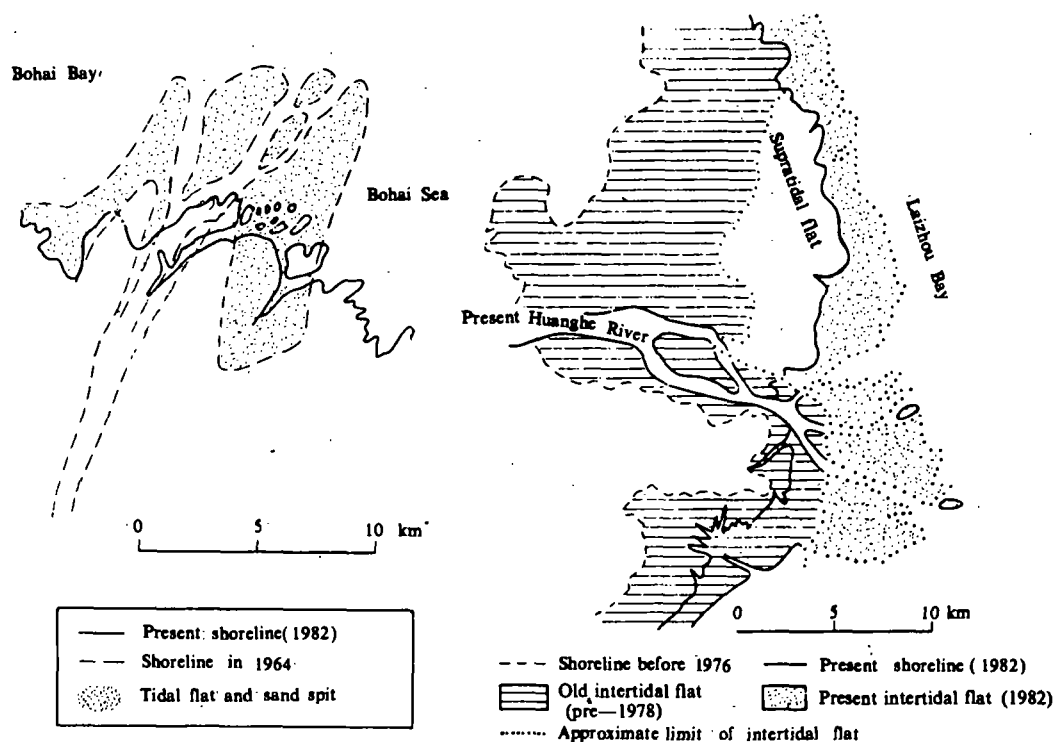 Bohai Bay
Bohai Sea
0 5 10 km
Present shoreline (1982)
Shoreline in 1964
Tidal flat and sand spit
Supratidal flat
Laizhou Bay
Present Huanghe River
0 5 10 km
Shoreline before 1976
Present shoreline (1982)
Old intertidal flat
(pre—1978)
Present intertidal flat (1982)
Approximate limit of intertidal flat